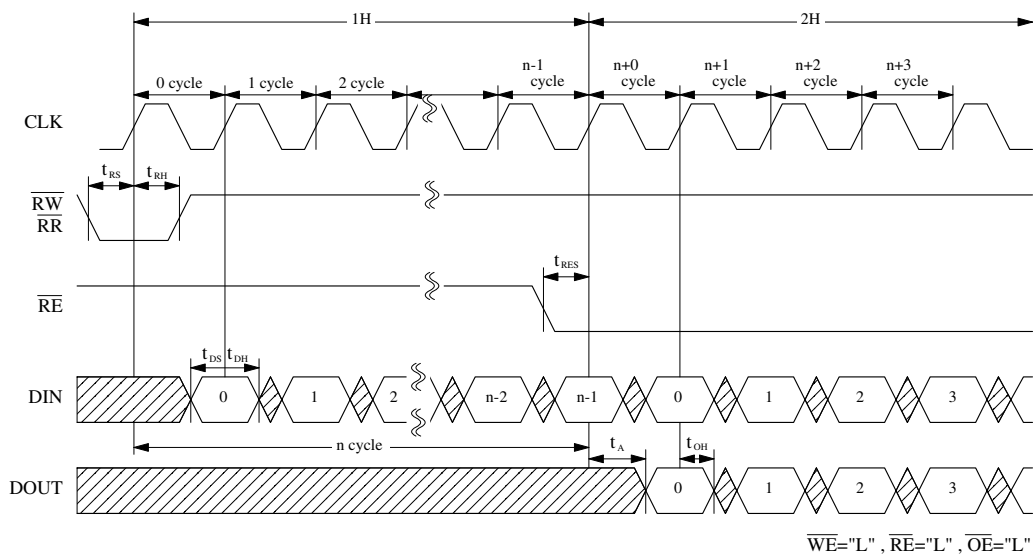 1H 2H
0 cycle 1 cycle 2 cycle n-1 cycle n+0 cycle n+1 cycle n+2 cycle n+3 cycle
CLK
tRS tRH
RW
RR
tRES
RE
tDS tDH
DIN 0 1 2 n-2 n-1 0 1 2 3
n cycle tA tOH
DOUT 0 1 2 3
WE="L" , RE="L" , OE="L"